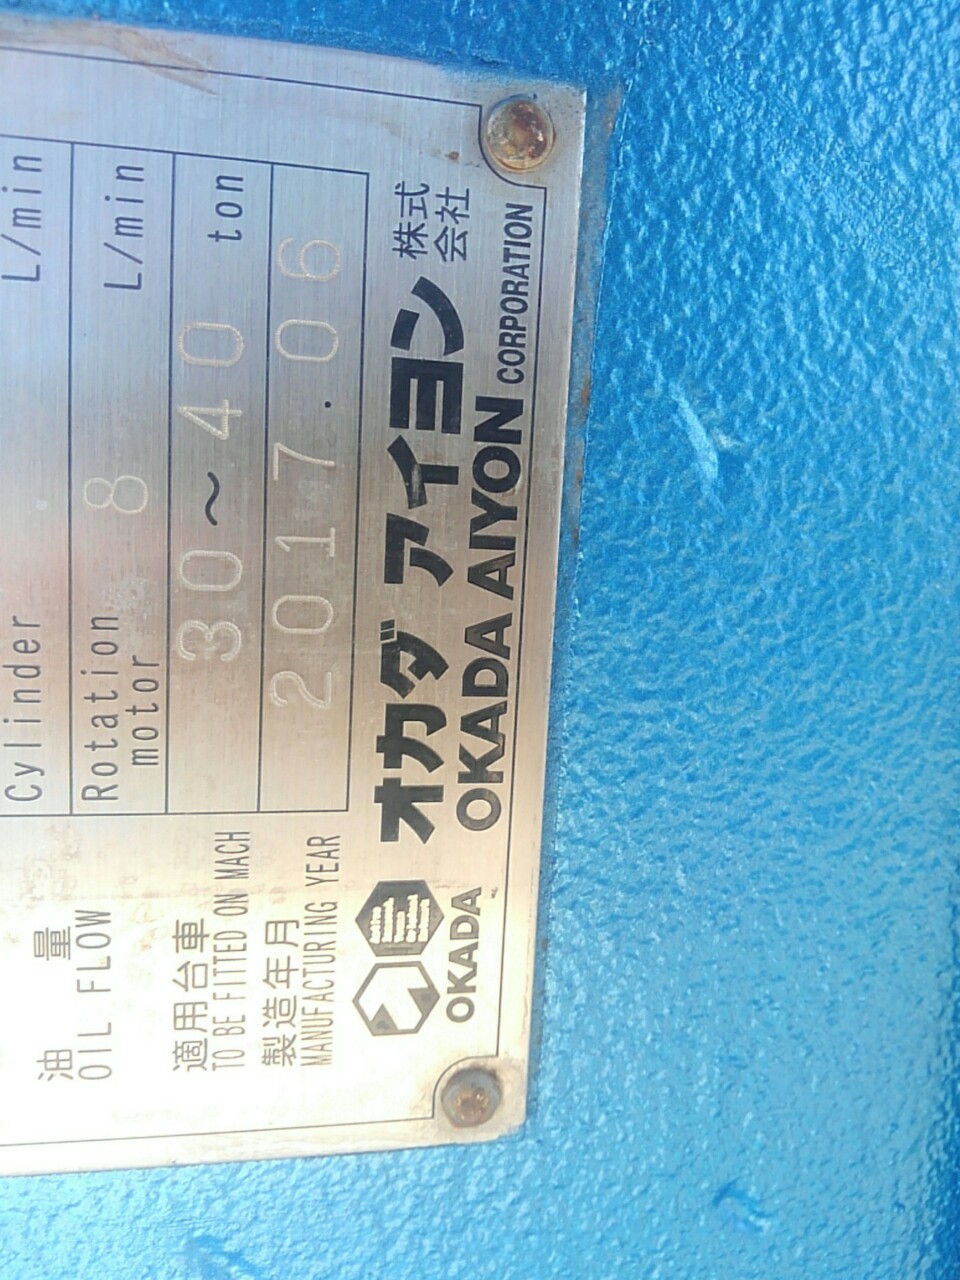 油量
OIL FLOW
Cylinder
L/min
Rotation motor
8
L/min
適用台車
TO BE FITTED ON MACH
30~40
ton
製造年月
MANUFACTURING YEAR
2017.06
OKADA
オカダ アイヨン 株式会社
OKADA AIYON CORPORATION